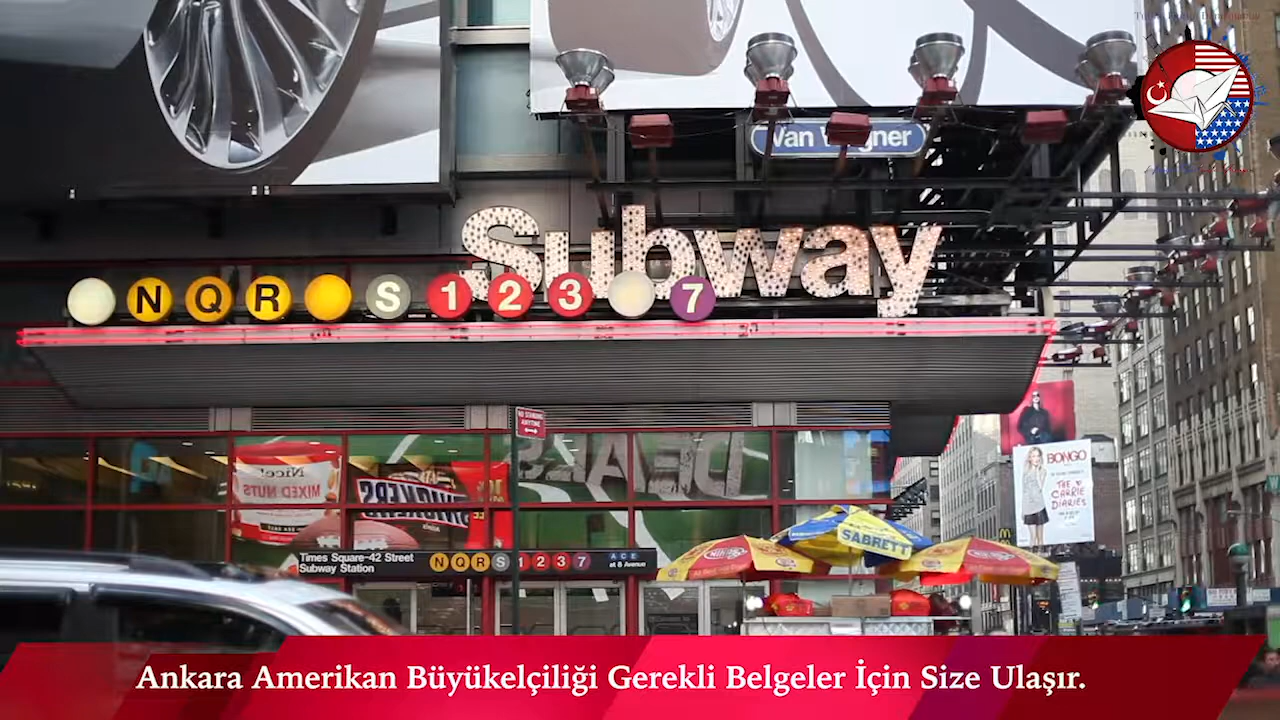 Van Wagner
Subway
N Q R S 1 2 3 7
NO STANDING
ANYTIME
Nice!
MIXED NUTS
DEALS
BONGO
THE
CARRIE
DIARIES
SABRETT
Times Square-42 Street
Subway Station
N Q R S 1 2 3 7
A C E
at 8 Avenue
Ankara Amerikan Büyükelçiliği Gerekli Belgeler İçin Size Ulaşır.